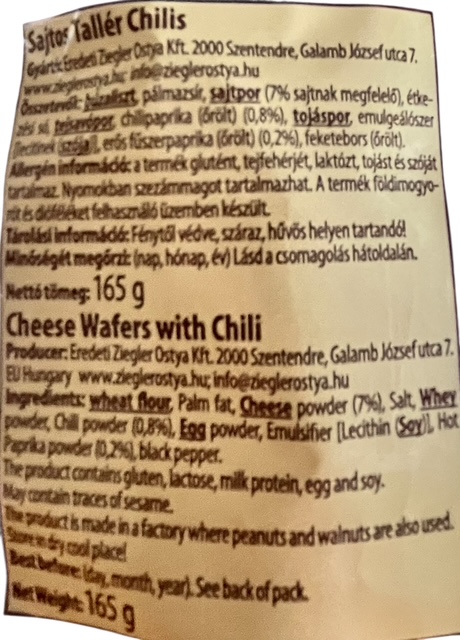 Sajtos Tallér Chilis
Gyártó: Eredeti Ziegler Ostya Kft. 2000 Szentendre, Galamb József utca 7.
www.zieglerostya.hu; info@zieglerostya.hu
Összetevők: búzaliszt, pálmazsír, sajtpor (7% sajtnak megfelelő), étke-
zési só, tejsavópor, chilipaprika (őrölt) (0,8%), tojáspor, emulgeálószer
[lecitinek (szója)], erős fűszerpaprika (őrölt) (0,2%), feketebors (őrölt).
Allergén információ: a termék glutént, tejfehérjét, laktózt, tojást és szóját
tartalmaz. Nyomokban szezámmagot tartalmazhat. A termék földimogyo-
rót és dióféléket felhasználó üzemben készült.
Tárolási információ: Fénytől védve, száraz, hűvös helyen tartandó!
Minőségét megőrzi: (nap, hónap, év) Lásd a csomagolás hátoldalán.
Nettó tömeg: 165 g
Cheese Wafers with Chili
Producer: Eredeti Ziegler Ostya Kft. 2000 Szentendre, Galamb József utca 7.
EU Hungary www.zieglerostya.hu; info@zieglerostya.hu
Ingredients: wheat flour, Palm fat, Cheese powder (7%), Salt, Whey
powder, Chili powder (0,8%), Egg powder, Emulsifier [Lecithin (Soy)], Hot
Paprika powder (0,2%), black pepper.
The product contains gluten, lactose, milk protein, egg and soy.
May contain traces of sesame.
The product is made in a factory where peanuts and walnuts are also used.
Store in dry cool place!
Best before: (day, month, year). See back of pack.
Net Weight: 165 g